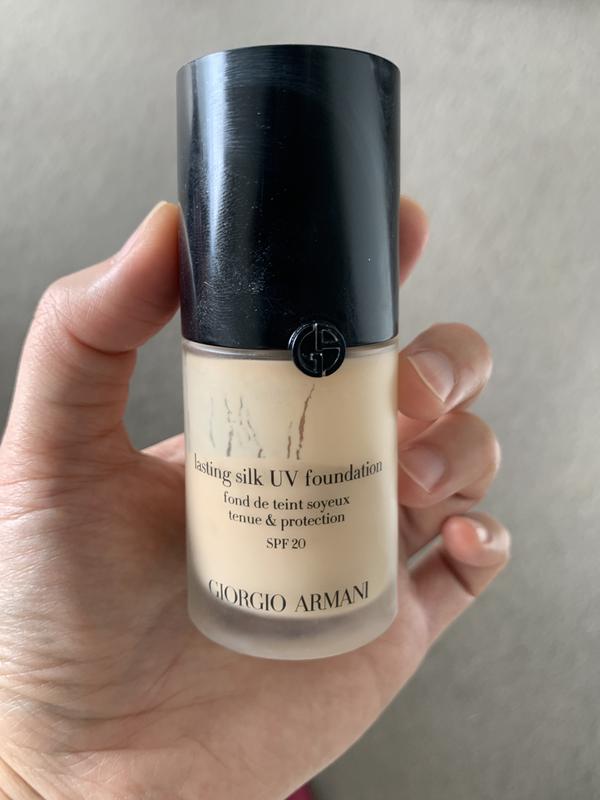 lasting silk UV foundation
fond de teint soyeux
tenue & protection
SPF 20
GIORGIO ARMANI